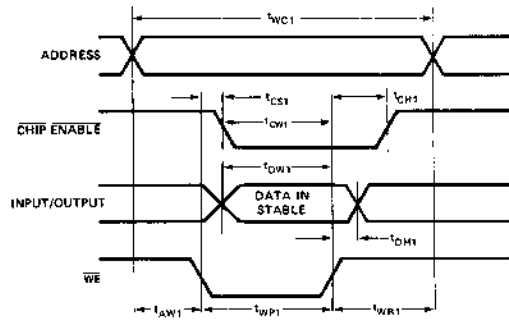 tWC1
ADDRESS
tCS1
tCH1
CHIP ENABLE
tCW1
tDW1
INPUT/OUTPUT
DATA IN
STABLE
tDH1
WE
tAW1
tWP1
tWR1